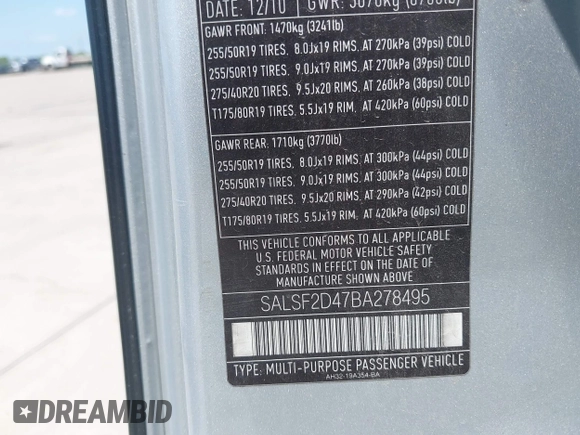 DATE: 12/10 GWR: 3070kg (6768lb)
GAWR FRONT: 1470kg (3241lb)
255/50R19 TIRES, 8.0Jx19 RIMS, AT 270kPa (39psi) COLD
255/50R19 TIRES, 9.0Jx19 RIMS, AT 270kPa (39psi) COLD
275/40R20 TIRES, 9.5Jx20 RIMS, AT 260kPa (38psi) COLD
T175/80R19 TIRES, 5.5Jx19 RIM, AT 420kPa (60psi) COLD
GAWR REAR: 1710kg (3770lb)
255/50R19 TIRES, 8.0Jx19 RIMS, AT 300kPa (44psi) COLD
255/50R19 TIRES, 9.0Jx19 RIMS, AT 300kPa (44psi) COLD
275/40R20 TIRES, 9.5Jx20 RIMS, AT 290kPa (42psi) COLD
T175/80R19 TIRES, 5.5Jx19 RIM, AT 420kPa (60psi) COLD
THIS VEHICLE CONFORMS TO ALL APPLICABLE
U.S. FEDERAL MOTOR VEHICLE SAFETY
STANDARDS IN EFFECT ON THE DATE OF
MANUFACTURE SHOWN ABOVE
SALSF2D47BA278495
TYPE: MULTI-PURPOSE PASSENGER VEHICLE
AH32-19A354-BA
DREAMBID